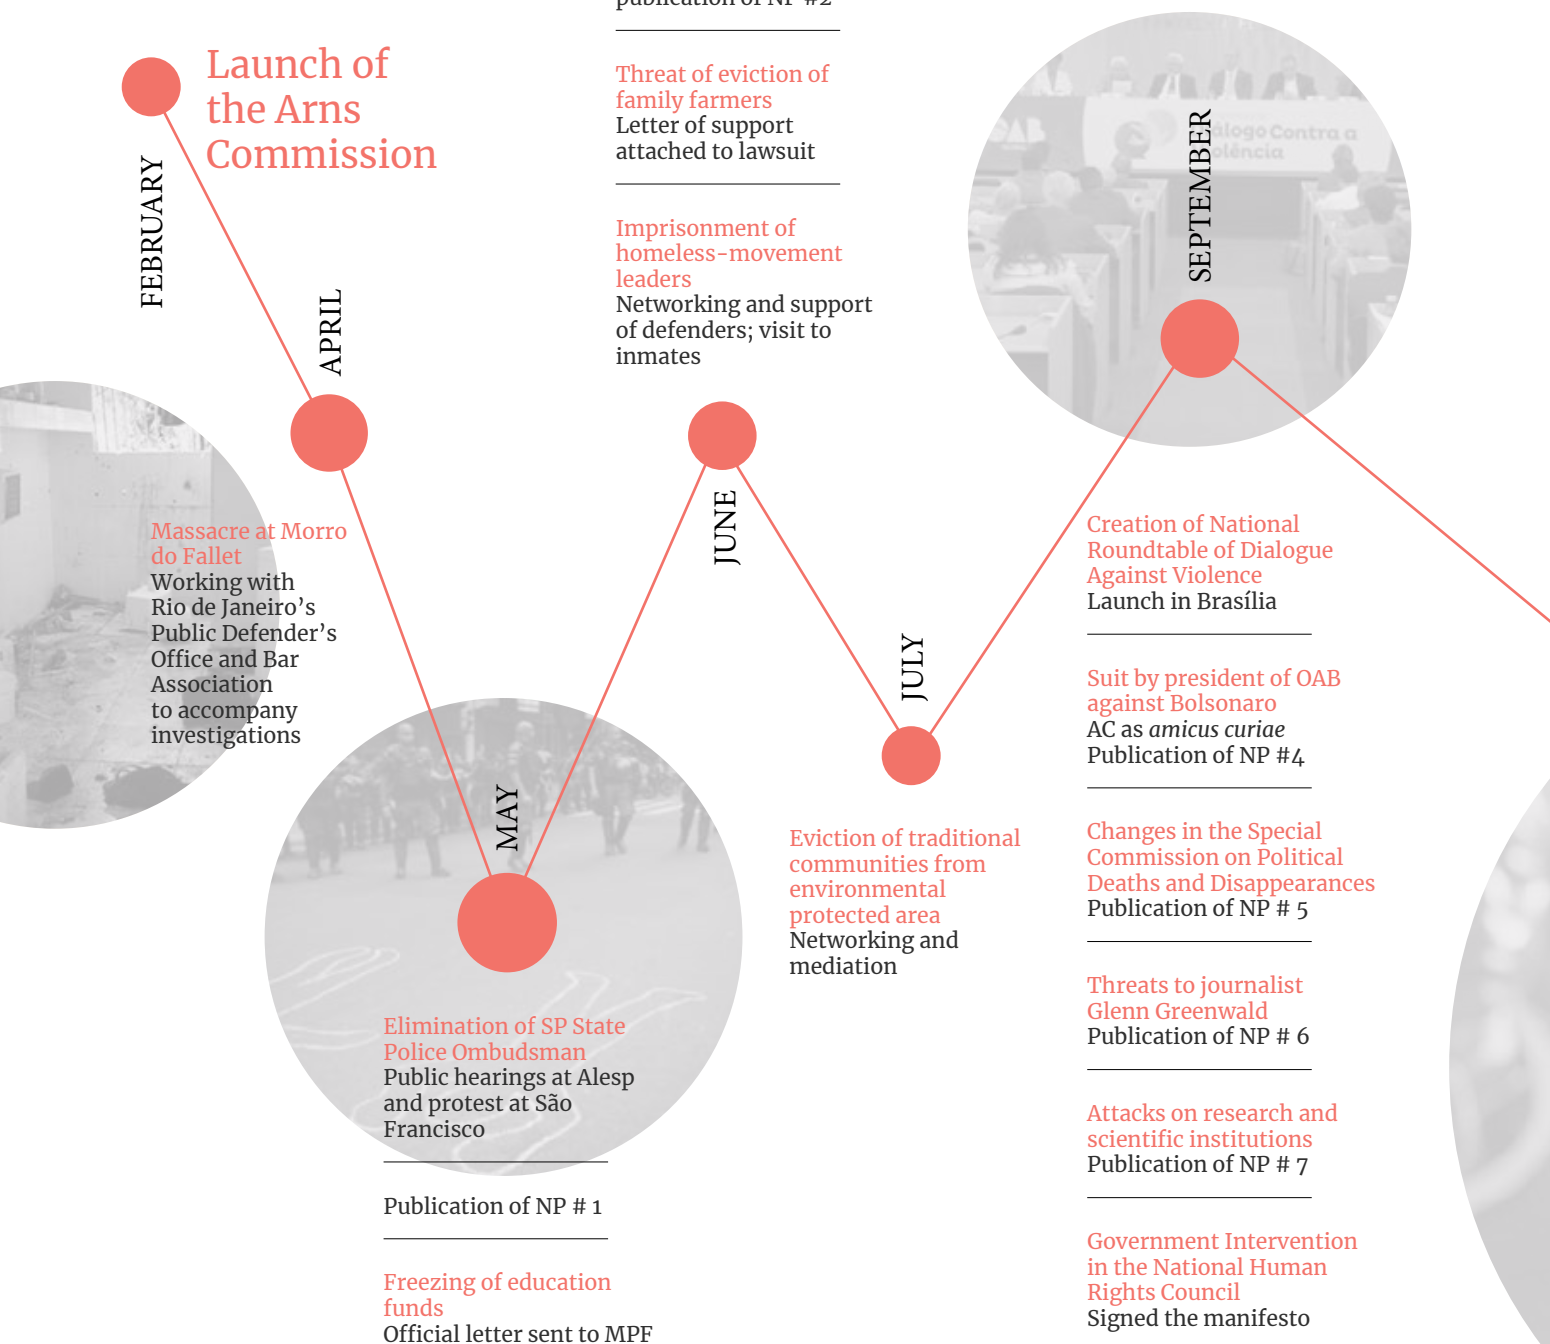 FEBRUARY
Launch of
the Arns
Commission
APRIL
Massacre at Morro
do Fallet
Working with
Rio de Janeiro’s
Public Defender’s
Office and Bar
Association
to accompany
investigations
MAY
Elimination of SP State
Police Ombudsman
Public hearings at Alesp
and protest at São
Francisco
Publication of NP # 1
Freezing of education
funds
Official letter sent to MPF
publication of NP #2
Threat of eviction of
family farmers
Letter of support
attached to lawsuit
Imprisonment of
homeless-movement
leaders
Networking and support
of defenders; visit to
inmates
JUNE
JULY
Eviction of traditional
communities from
environmental
protected area
Networking and
mediation
SEPTEMBER
álogo Contra a
olência
Creation of National
Roundtable of Dialogue
Against Violence
Launch in Brasília
Suit by president of OAB
against Bolsonaro
AC as amicus curiae
Publication of NP #4
Changes in the Special
Commission on Political
Deaths and Disappearances
Publication of NP # 5
Threats to journalist
Glenn Greenwald
Publication of NP # 6
Attacks on research and
scientific institutions
Publication of NP # 7
Government Intervention
in the National Human
Rights Council
Signed the manifesto